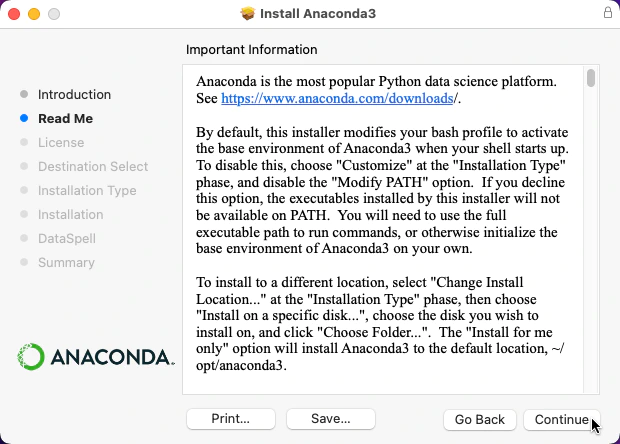 Install Anaconda3
Important Information
Introduction
Read Me
License
Destination Select
Installation Type
Installation
DataSpell
Summary
ANACONDA.
Anaconda is the most popular Python data science platform.
See https://www.anaconda.com/downloads/.
By default, this installer modifies your bash profile to activate
the base environment of Anaconda3 when your shell starts up.
To disable this, choose "Customize" at the "Installation Type"
phase, and disable the "Modify PATH" option.  If you decline
this option, the executables installed by this installer will not
be available on PATH.  You will need to use the full
executable path to run commands, or otherwise initialize the
base environment of Anaconda3 on your own.
To install to a different location, select "Change Install
Location..." at the "Installation Type" phase, then choose
"Install on a specific disk...", choose the disk you wish to
install on, and click "Choose Folder...".  The "Install for me
only" option will install Anaconda3 to the default location, ~/
opt/anaconda3.
Print...
Save...
Go Back
Continue